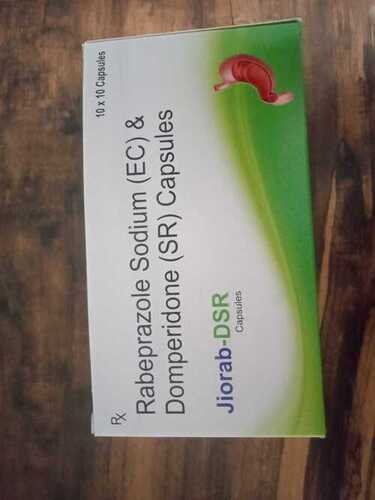 10 x 10 Capsules
Rx
Rabeprazole Sodium (EC) &
Domperidone (SR) Capsules
Jiorab-DSR
Capsules